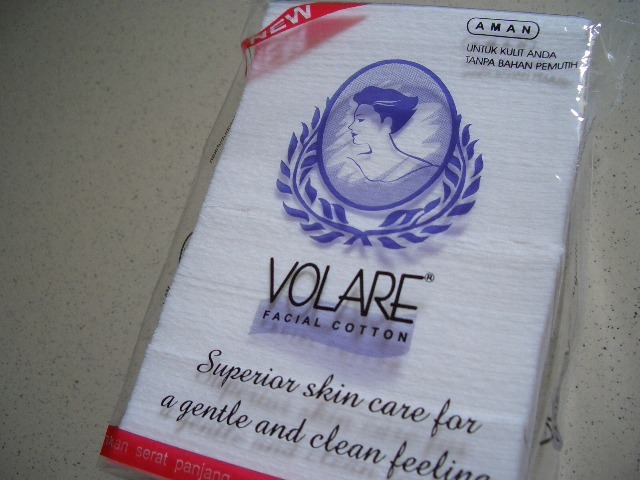 NEW
AMAN
UNTUK KULIT ANDA
TANPA BAHAN PEMUTIH
VOLARE®
FACIAL COTTON
Superior skin care for
a gentle and clean feeling
kan serat panjang